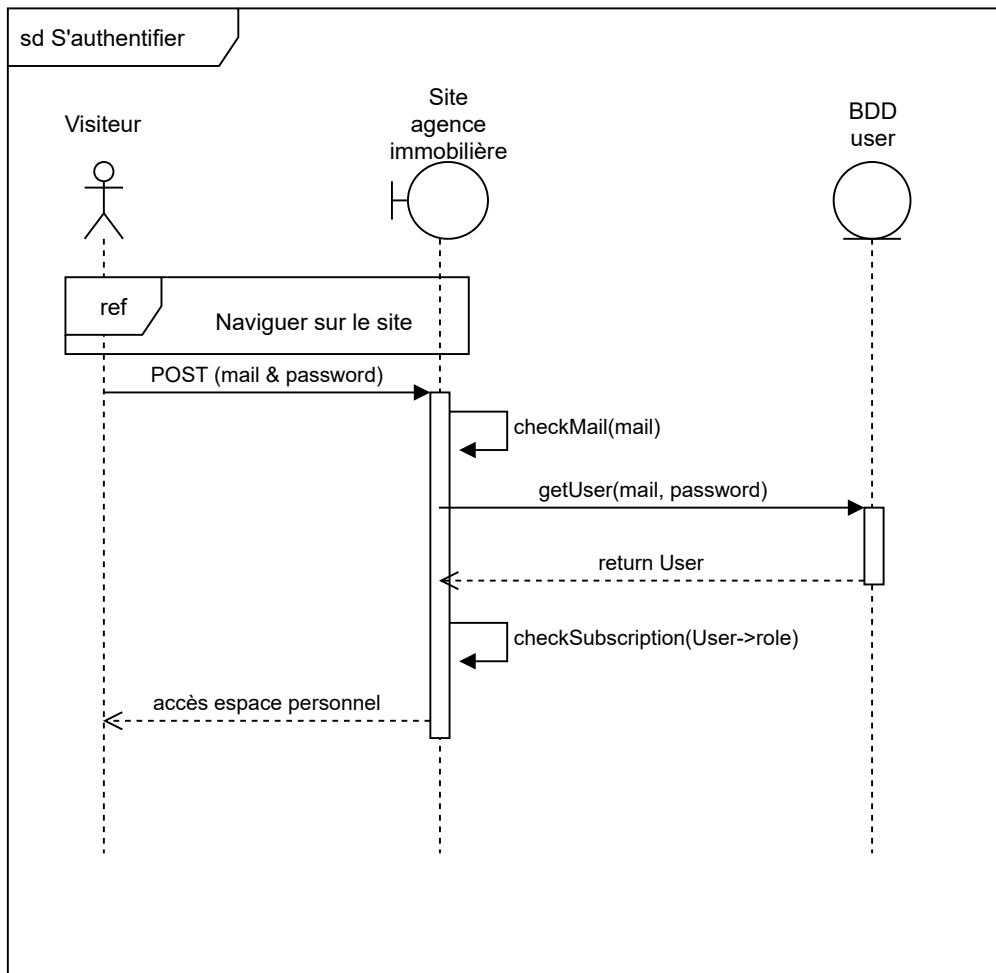 sd S'authentifier
Visiteur
Site
agence
immobilière
BDD
user
ref
Naviguer sur le site
POST (mail & password)
checkMail(mail)
getUser(mail, password)
return User
checkSubscription(User->role)
accès espace personnel